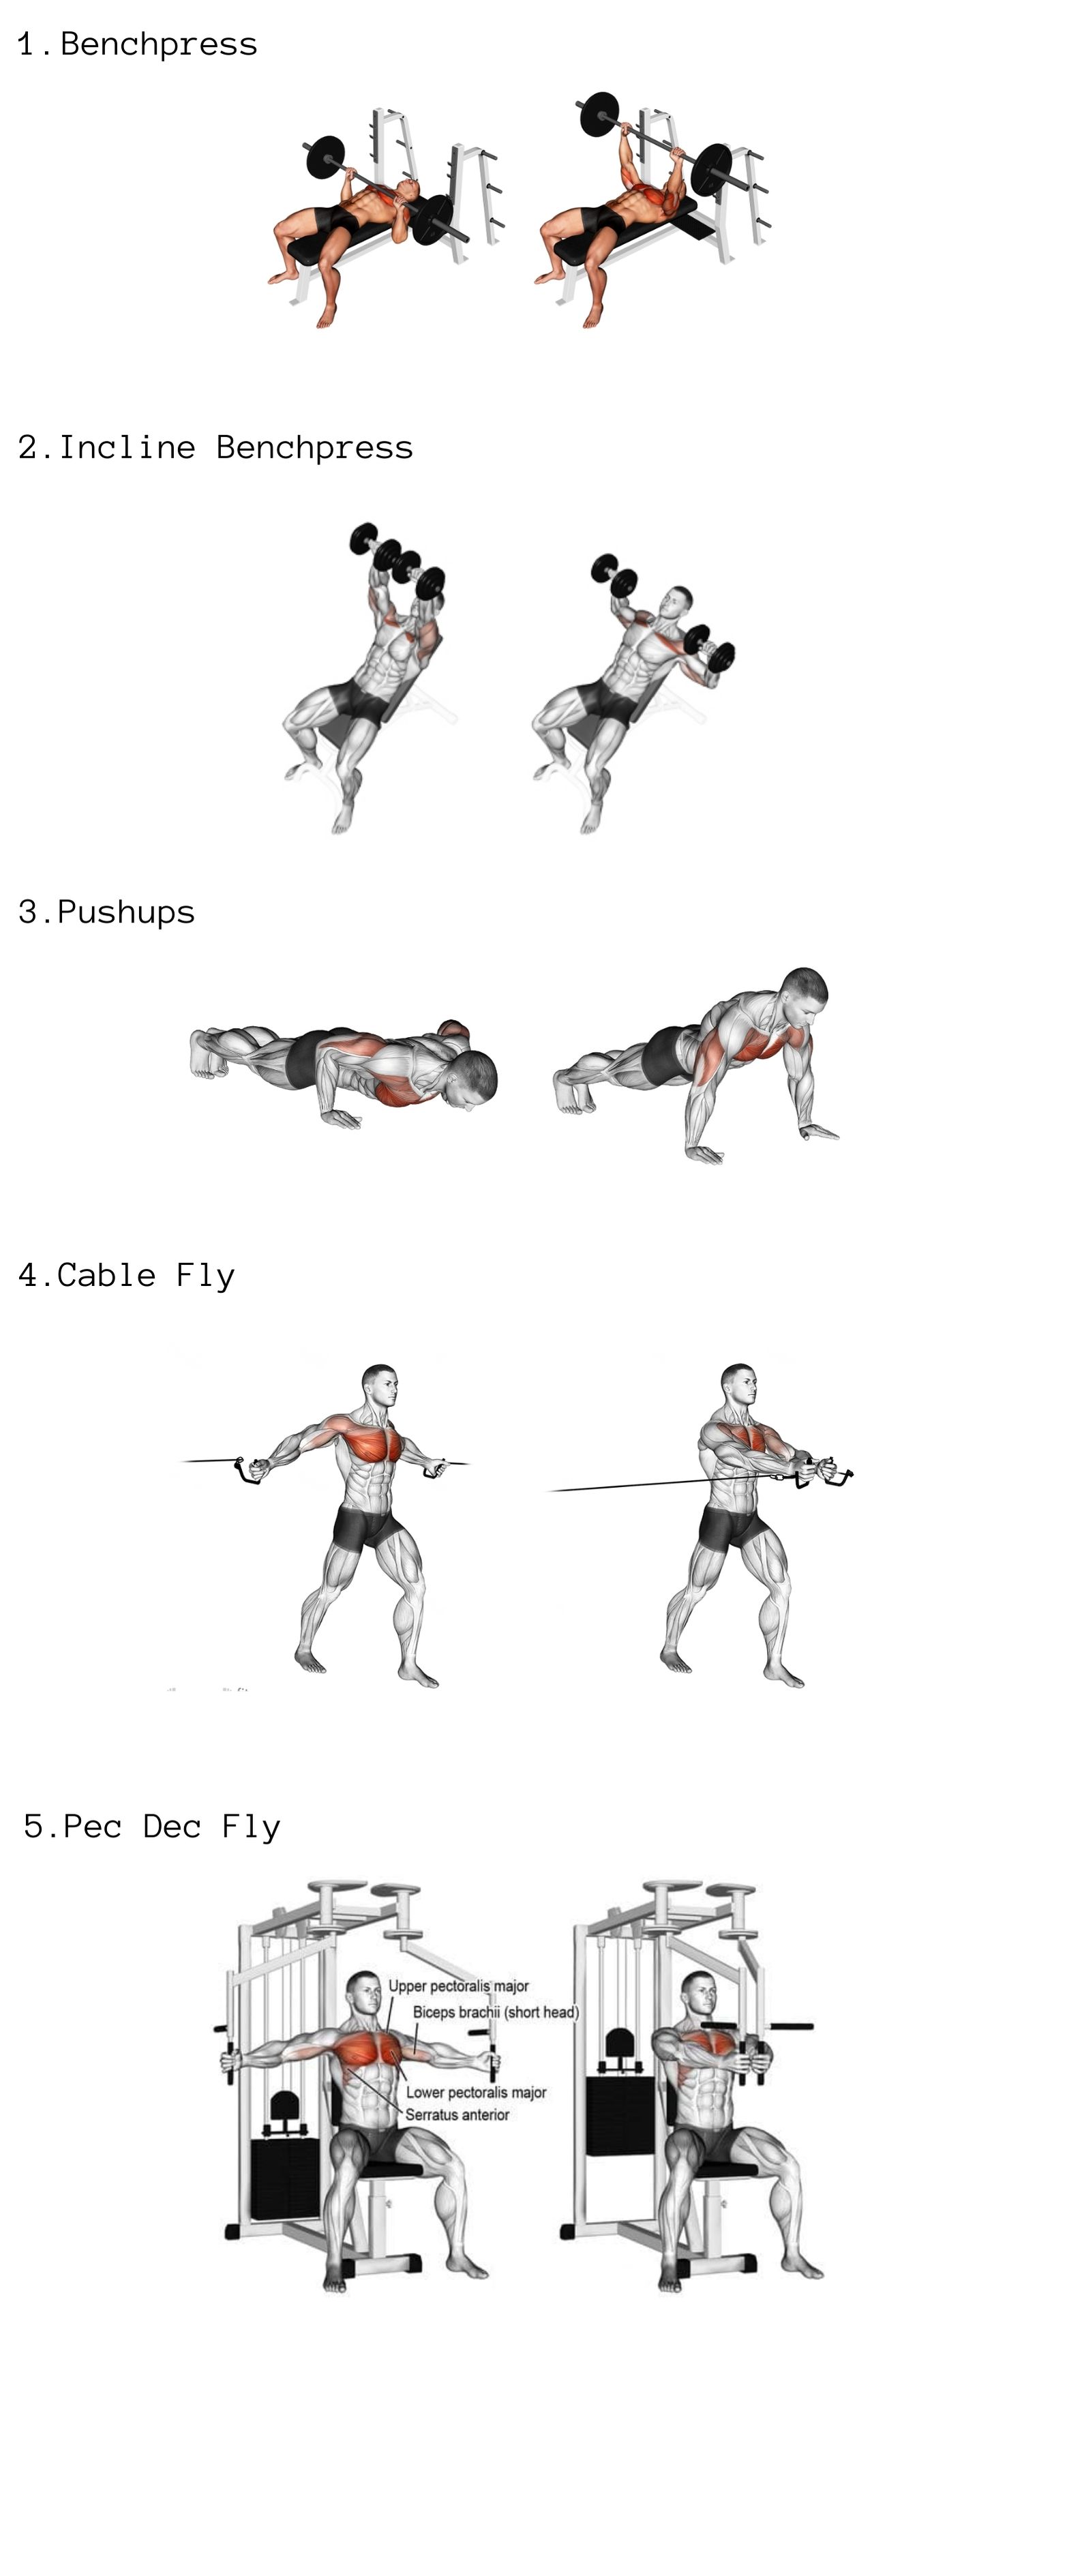 1.Benchpress
2.Incline Benchpress
3.Pushups
4.Cable Fly
5.Pec Dec Fly
Upper pectoralis major
Biceps brachii (short head)
Lower pectoralis major
Serratus anterior